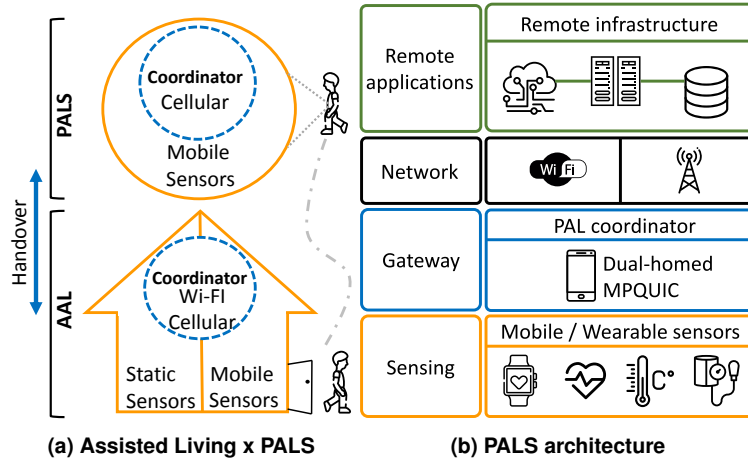 PALS
Coordinator
Cellular
Mobile
Sensors
Handover
AAL
Coordinator
Wi-FI
Cellular
Static
Sensors
Mobile
Sensors
(a) Assisted Living x PALS
Remote
applications
Remote infrastructure
Network
Wi Fi
Gateway
PAL coordinator
Dual-homed
MPQUIC
Sensing
Mobile / Wearable sensors
C°
(b) PALS architecture